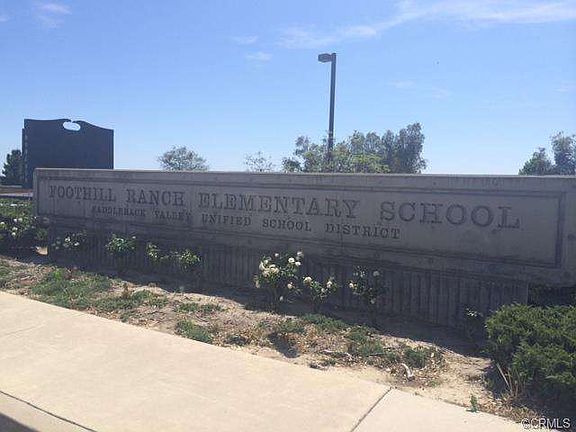 FOOTHILL RANCH ELEMENTARY SCHOOL
SADDLEBACK VALLEY UNIFIED SCHOOL DISTRICT
©CRMLS